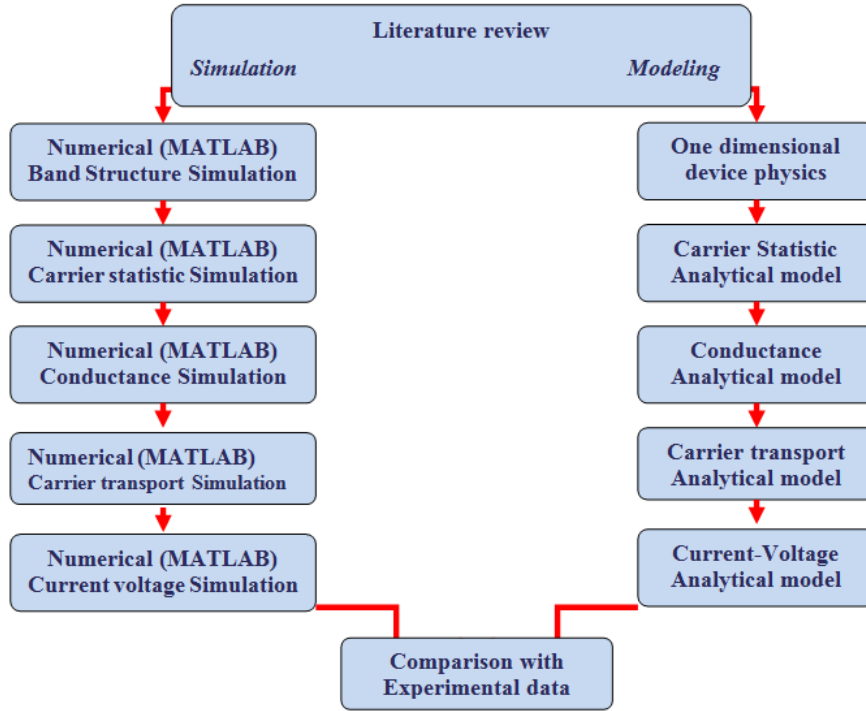 Literature review
Simulation Modeling
Numerical (MATLAB)
Band Structure Simulation
One dimensional
device physics
Numerical (MATLAB)
Carrier statistic Simulation
Carrier Statistic
Analytical model
Numerical (MATLAB)
Conductance Simulation
Conductance
Analytical model
Numerical (MATLAB)
Carrier transport Simulation
Carrier transport
Analytical model
Numerical (MATLAB)
Current voltage Simulation
Current-Voltage
Analytical model
Comparison with
Experimental data